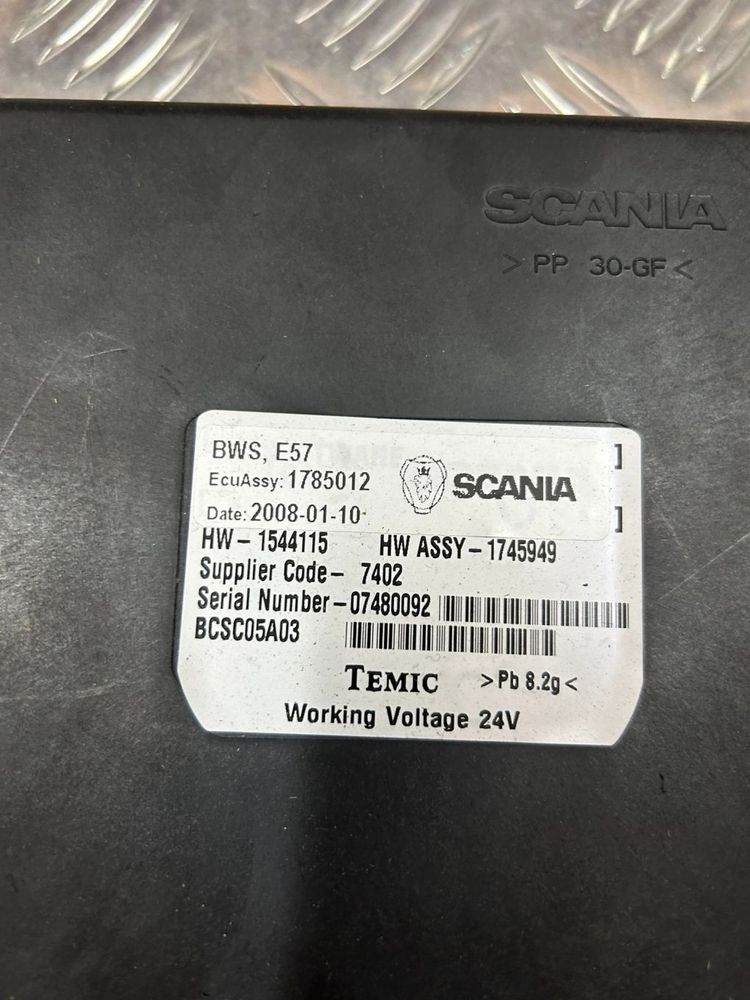 SCANIA
> PP 30-GF <
BWS, E57
EcuAssy: 1785012
SCANIA
Date: 2008-01-10
HW - 1544115 HW ASSY - 1745949
Supplier Code - 7402
Serial Number - 07480092
BCSC05A03
TEMIC >Pb 8.2g<
Working Voltage 24V